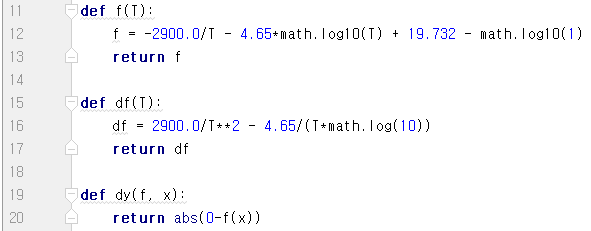 11 def f(T):
12     f = -2900.0/T - 4.65*math.log10(T) + 19.732 - math.log10(1)
13     return f
14
15 def df(T):
16     df = 2900.0/T**2 - 4.65/(T*math.log(10))
17     return df
18
19 def dy(f, x):
20     return abs(0-f(x))